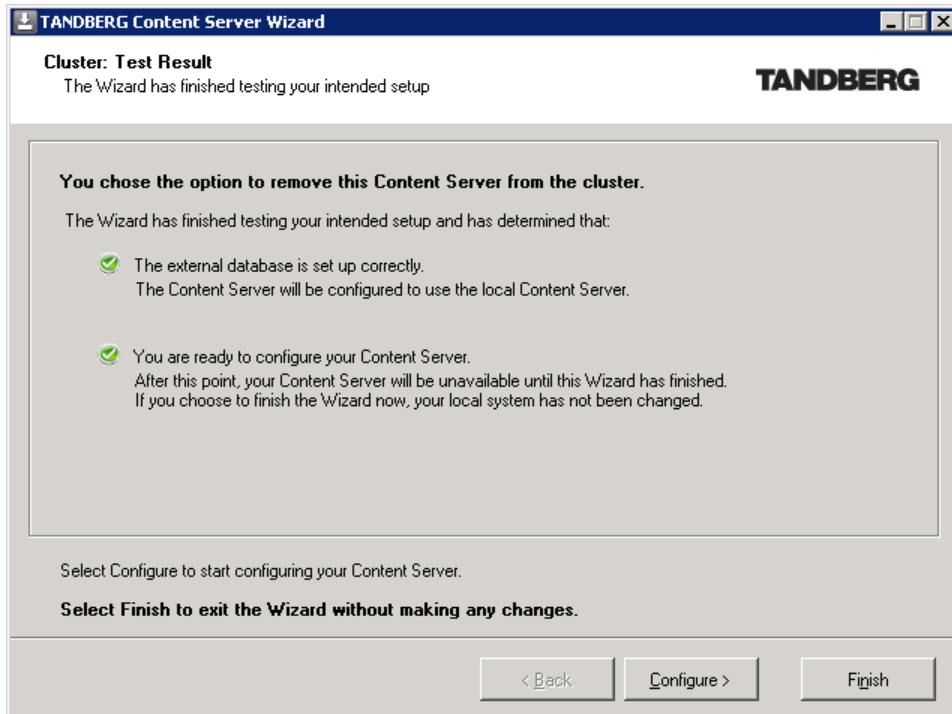 TANDBERG Content Server Wizard
Cluster: Test Result
The Wizard has finished testing your intended setup
TANDBERG
You chose the option to remove this Content Server from the cluster.
The Wizard has finished testing your intended setup and has determined that:
The external database is set up correctly.
The Content Server will be configured to use the local Content Server.
You are ready to configure your Content Server.
After this point, your Content Server will be unavailable until this Wizard has finished.
If you choose to finish the Wizard now, your local system has not been changed.
Select Configure to start configuring your Content Server.
Select Finish to exit the Wizard without making any changes.
< Back Configure > Finish